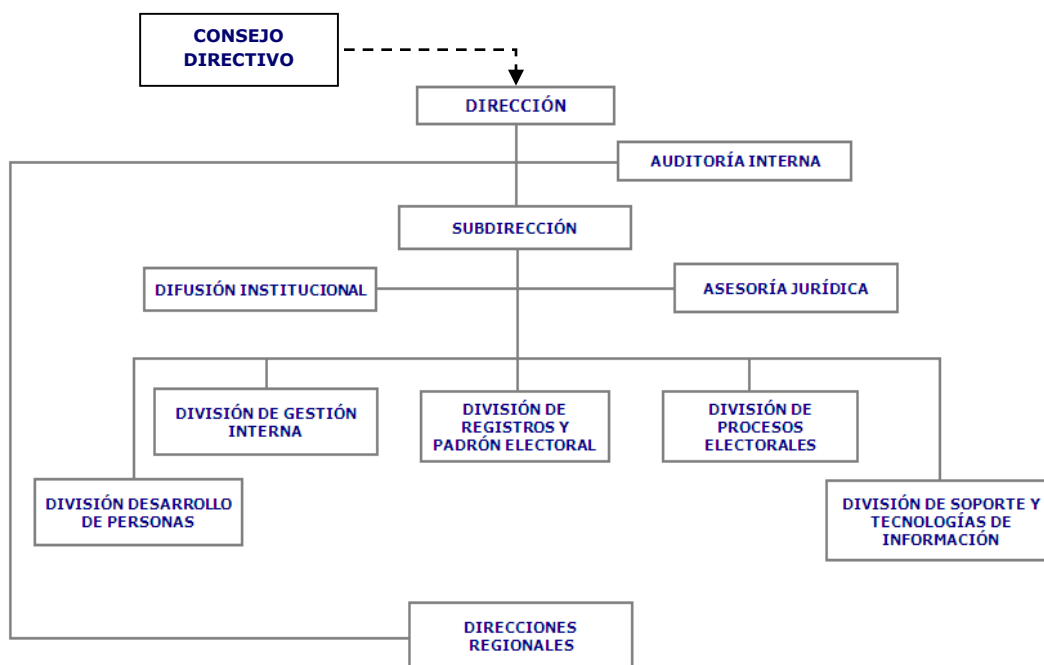 CONSEJO
DIRECTIVO
DIRECCIÓN
AUDITORÍA INTERNA
SUBDIRECCIÓN
DIFUSIÓN INSTITUCIONAL
ASESORÍA JURÍDICA
DIVISIÓN DE GESTIÓN
INTERNA
DIVISIÓN DE
REGISTROS Y
PADRÓN ELECTORAL
DIVISIÓN DE
PROCESOS
ELECTORALES
DIVISIÓN DESARROLLO
DE PERSONAS
DIVISIÓN DE SOPORTE Y
TECNOLOGÍAS DE
INFORMACIÓN
DIRECCIONES
REGIONALES